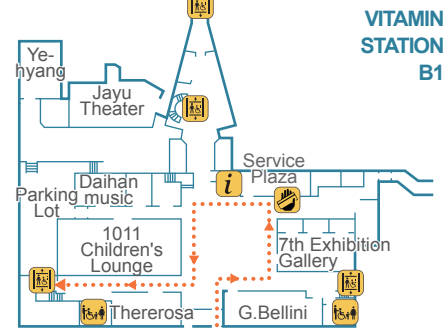 VITAMIN
STATION
B1
Ye-
hyang
Jayu
Theater
Service
Plaza
i
Parking
Lot
Daihan
music
1011
Children's
Lounge
7th Exhibition
Gallery
Thererosa
G.Bellini